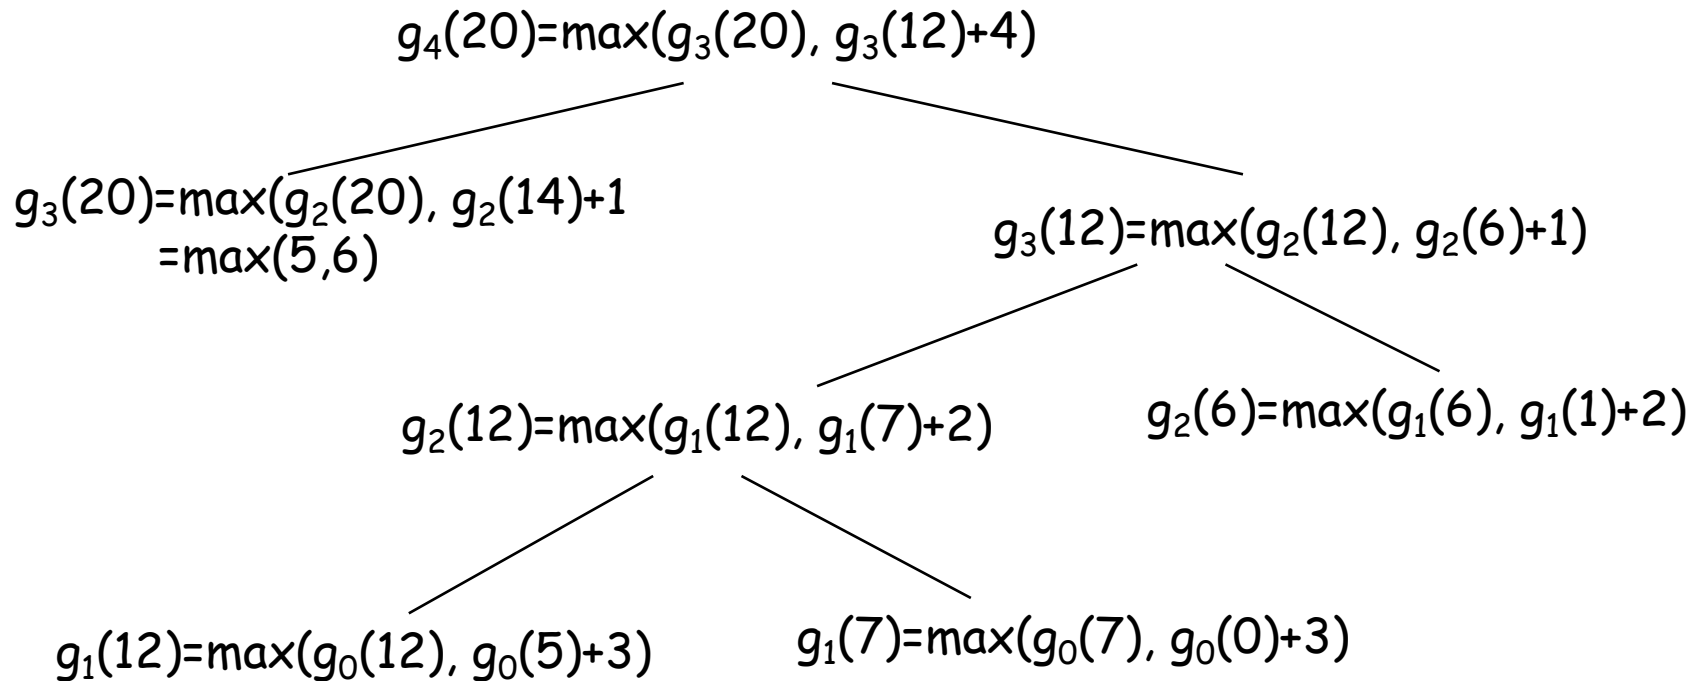 g₄(20)=max(g₃(20), g₃(12)+4)
g₃(20)=max(g₂(20), g₂(14)+1
=max(5,6)
g₃(12)=max(g₂(12), g₂(6)+1)
g₂(12)=max(g₁(12), g₁(7)+2)
g₂(6)=max(g₁(6), g₁(1)+2)
g₁(12)=max(g₀(12), g₀(5)+3)
g₁(7)=max(g₀(7), g₀(0)+3)